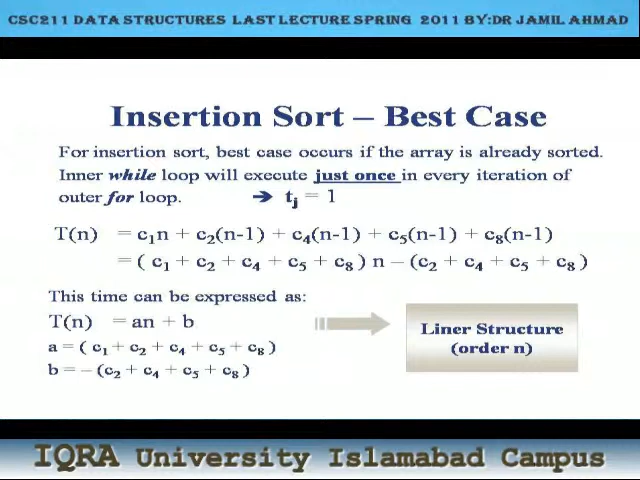 CSC211 DATA STRUCTURES LAST LECTURE SPRING 2011 BY:DR JAMIL AHMAD
Insertion Sort – Best Case
For insertion sort, best case occurs if the array is already sorted.
Inner while loop will execute just once in every iteration of
outer for loop. ➔ tj = 1
T(n) = c1n + c2(n-1) + c4(n-1) + c5(n-1) + c8(n-1)
= ( c1 + c2 + c4 + c5 + c8 ) n – (c2 + c4 + c5 + c8 )
This time can be expressed as:
T(n) = an + b
a = ( c1 + c2 + c4 + c5 + c8 )
b = – (c2 + c4 + c5 + c8 )
Liner Structure
(order n)
IQRA University Islamabad Campus